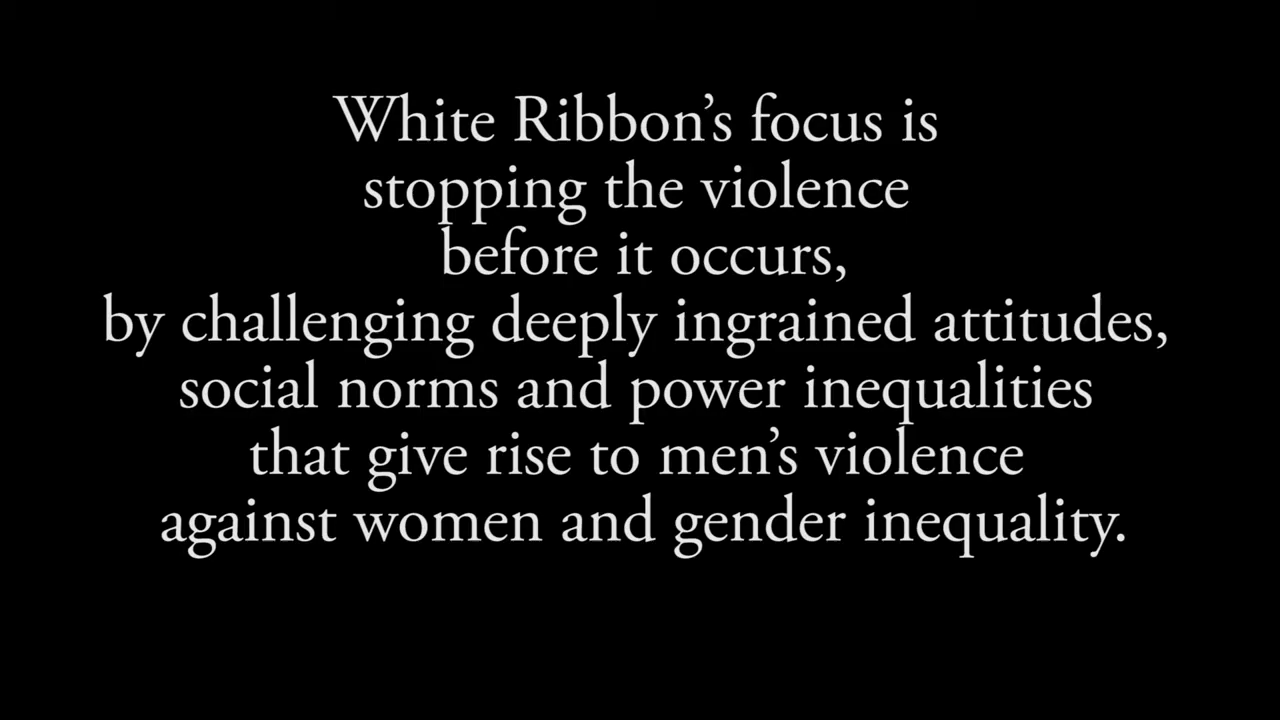 White Ribbon’s focus is
stopping the violence
before it occurs,
by challenging deeply ingrained attitudes,
social norms and power inequalities
that give rise to men’s violence
against women and gender inequality.